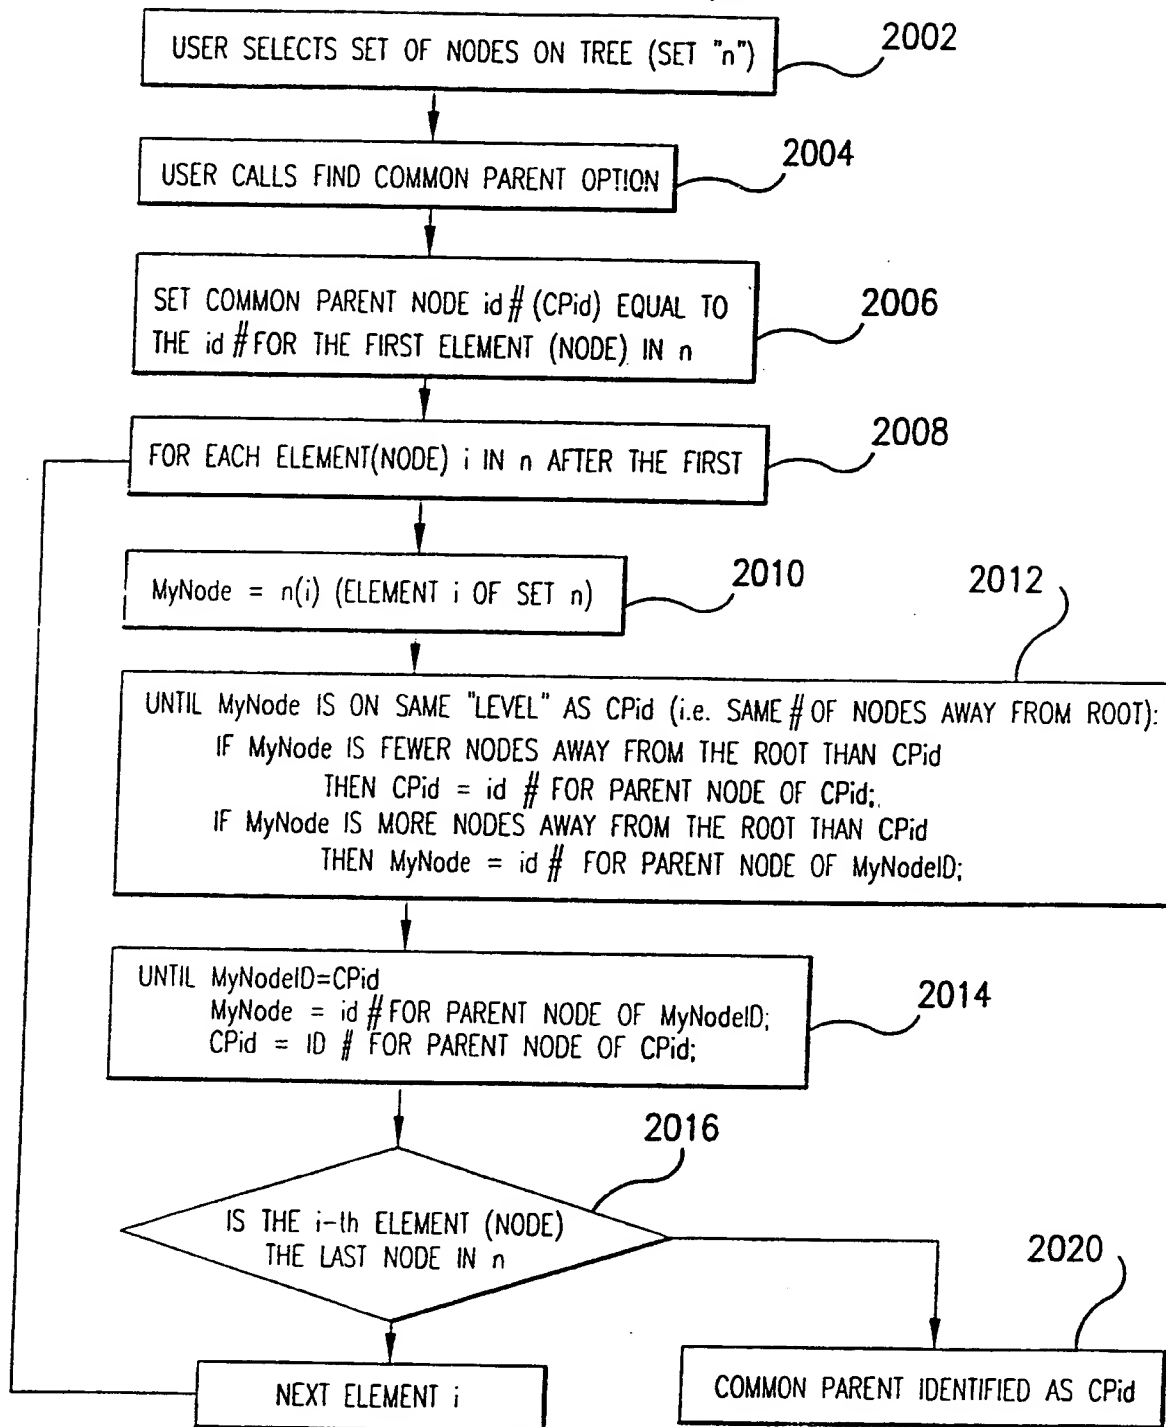 USER SELECTS SET OF NODES ON TREE (SET "n")
2002
USER CALLS FIND COMMON PARENT OPTION
2004
SET COMMON PARENT NODE id# (CPid) EQUAL TO
THE id # FOR THE FIRST ELEMENT (NODE) IN n
2006
FOR EACH ELEMENT(NODE) i IN n AFTER THE FIRST
2008
MyNode = n(i) (ELEMENT i OF SET n)
2010
2012
UNTIL MyNode IS ON SAME "LEVEL" AS CPid (i.e. SAME # OF NODES AWAY FROM ROOT):
IF MyNode IS FEWER NODES AWAY FROM THE ROOT THAN CPid
THEN CPid = id # FOR PARENT NODE OF CPid;
IF MyNode IS MORE NODES AWAY FROM THE ROOT THAN CPid
THEN MyNode = id # FOR PARENT NODE OF MyNodeID;
UNTIL MyNodeID=CPid
MyNode = id # FOR PARENT NODE OF MyNodeID;
CPid = ID # FOR PARENT NODE OF CPid;
2014
2016
IS THE i-th ELEMENT (NODE)
THE LAST NODE IN n
2020
NEXT ELEMENT i
COMMON PARENT IDENTIFIED AS CPid